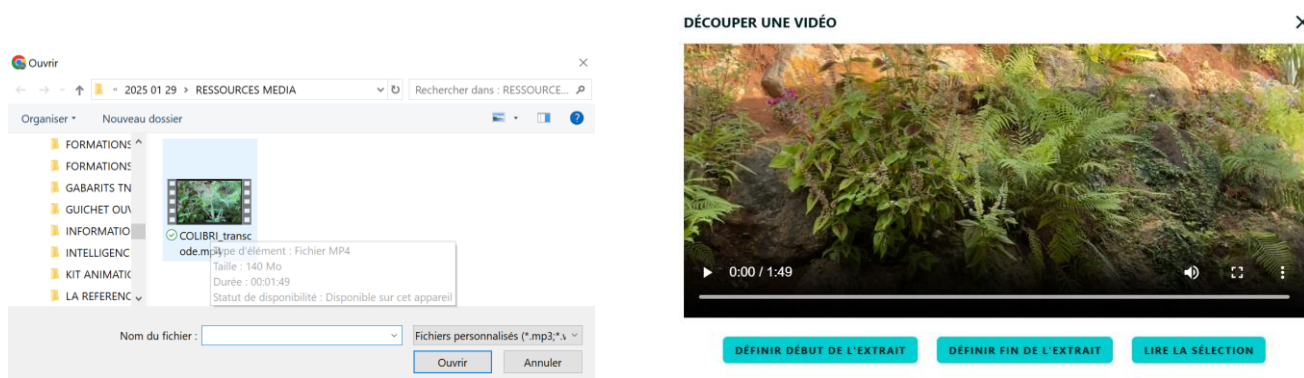 Ouvrir
« 2025 01 29 > RESSOURCES MEDIA
Rechercher dans : RESSOURCE...
Organiser
Nouveau dossier
FORMATIONS
FORMATIONS
GABARITS TN
GUICHET OUV
INFORMATIO
INTELLIGENC
KIT ANIMATIO
LA REFERENC
COLIBRI_transc
ode.mp4
Type d'élément : Fichier MP4
Taille : 140 Mo
Durée : 00:01:49
Statut de disponibilité : Disponible sur cet appareil
Nom du fichier :
Fichiers personnalisés (*.mp3;*.v
Ouvrir
Annuler
DÉCOUPER UNE VIDÉO
0:00 / 1:49
DÉFINIR DÉBUT DE L'EXTRAIT
DÉFINIR FIN DE L'EXTRAIT
LIRE LA SÉLECTION